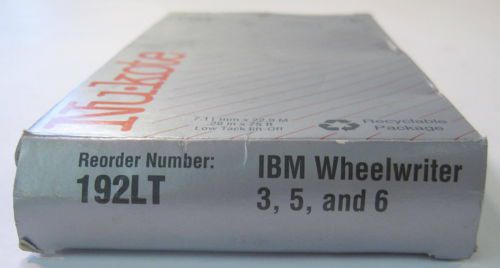 Nu·kote
7.11 mm x 22.9 M
.28 in x 75 ft
Low Tack lift-Off
Recyclable
Package
Reorder Number:
192LT
IBM Wheelwriter
3, 5, and 6